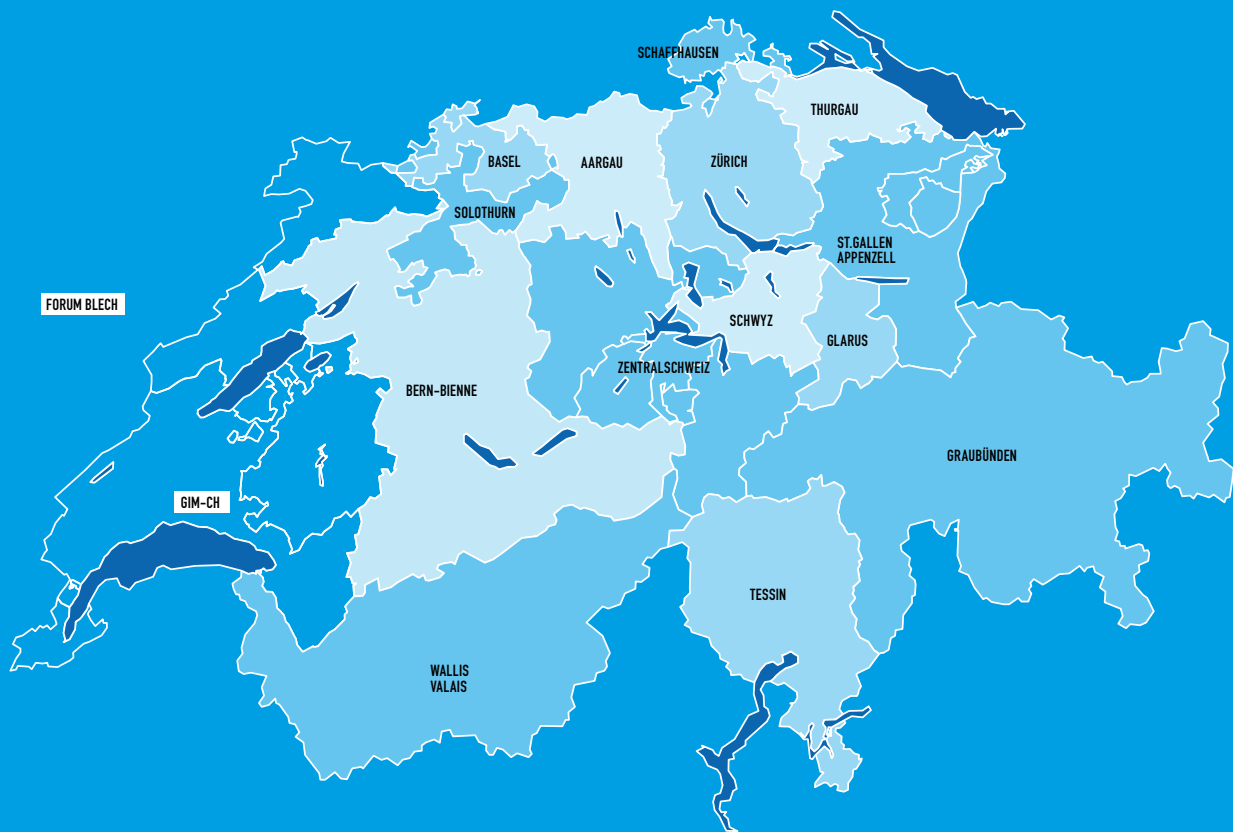 SCHAFFHAUSEN
THURGAU
BASEL
AARGAU
ZÜRICH
SOLOTHURN
ST.GALLEN
APPENZELL
FORUM BLECH
SCHWYZ
GLARUS
ZENTRALSCHWEIZ
BERN-BIENNE
GRAUBÜNDEN
GIM-CH
TESSIN
WALLIS
VALAIS